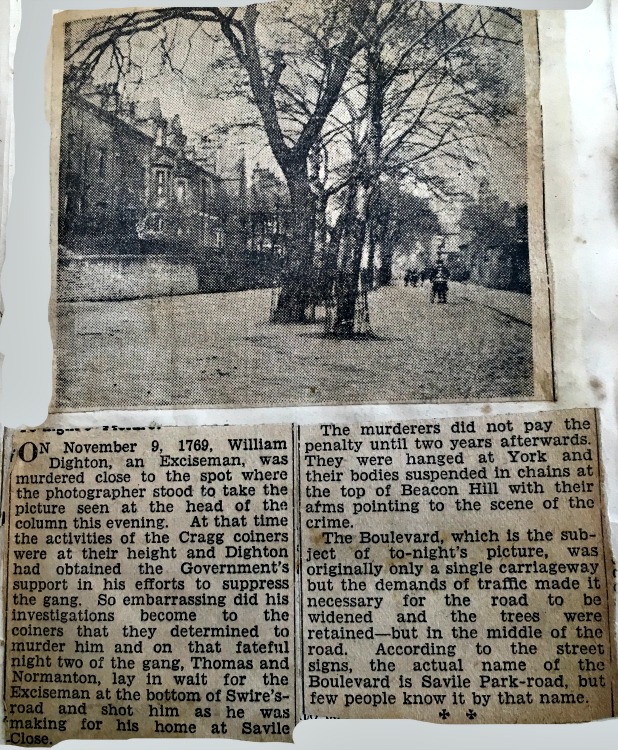 ON November 9, 1769, William
Dighton, an Exciseman, was
murdered close to the spot where
the photographer stood to take the
picture seen at the head of the
column this evening. At that time
the activities of the Cragg coiners
were at their height and Dighton
had obtained the Government's
support in his efforts to suppress
the gang. So embarrassing did his
investigations become to the
coiners that they determined to
murder him and on that fateful
night two of the gang, Thomas and
Normanton, lay in wait for the
Exciseman at the bottom of Swire's-
road and shot him as he was
making for his home at Savile
Close.
The murderers did not pay the
penalty until two years afterwards.
They were hanged at York and
their bodies suspended in chains at
the top of Beacon Hill with their
arms pointing to the scene of the
crime.
The Boulevard, which is the sub-
ject of to-night's picture, was
originally only a single carriageway
but the demands of traffic made it
necessary for the road to be
widened and the trees were
retained—but in the middle of the
road. According to the street
signs, the actual name of the
Boulevard is Savile Park-road, but
few people know it by that name.